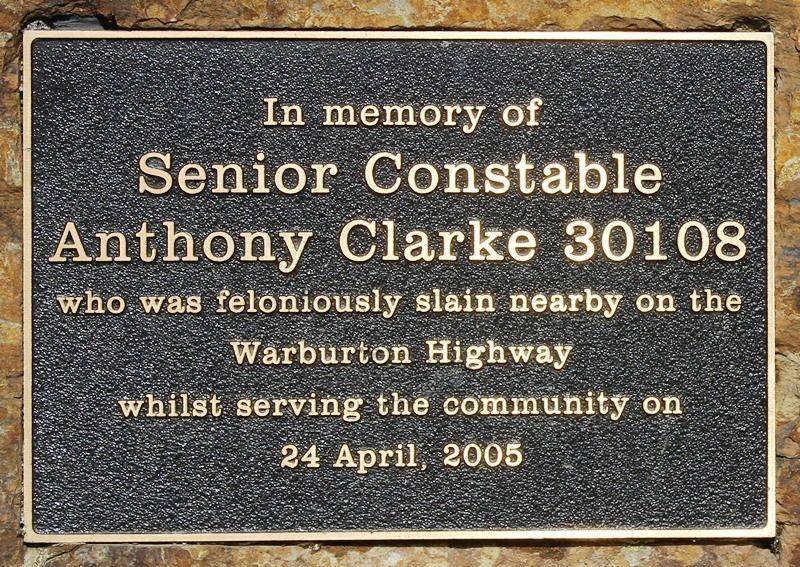 In memory of
Senior Constable
Anthony Clarke 30108
who was feloniously slain nearby on the
Warburton Highway
whilst serving the community on
24 April, 2005